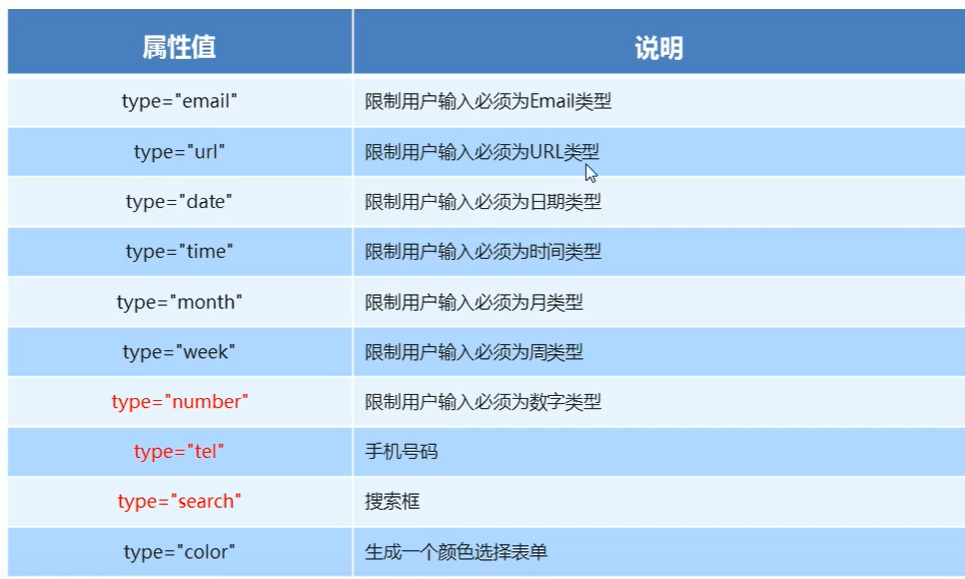 属性值 说明
type="email" 限制用户输入必须为Email类型
type="url" 限制用户输入必须为URL类型
type="date" 限制用户输入必须为日期类型
type="time" 限制用户输入必须为时间类型
type="month" 限制用户输入必须为月类型
type="week" 限制用户输入必须为周类型
type="number" 限制用户输入必须为数字类型
type="tel" 手机号码
type="search" 搜索框
type="color" 生成一个颜色选择表单